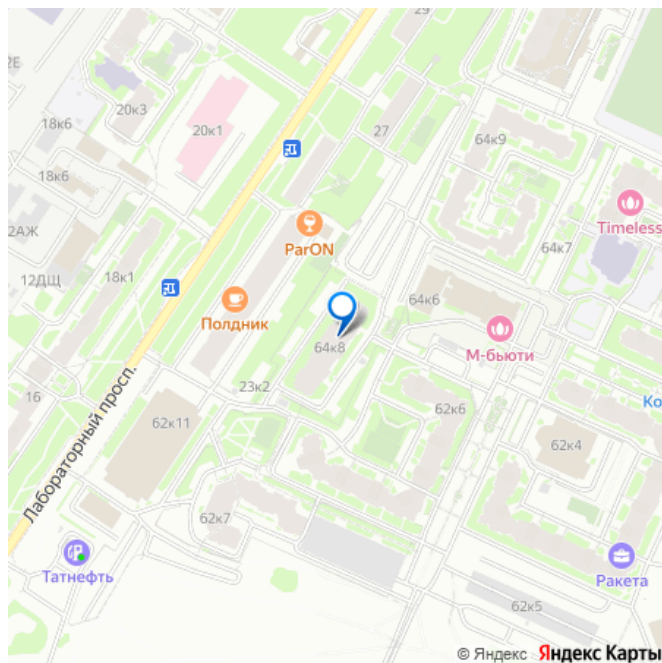 29
2Е
20к3
18к6
20к1
27
64к9
18к6
Timeless
2АЖ
ParON
64к7
12ДЩ
18к1
64к6
Полдник
64к8
М-бьюти
23к2
16
62к11
62к6
Ко
62к4
Лабораторный просп.
62к7
Татнефть
Ракета
62к5
© Яндекс Яндекс Карты